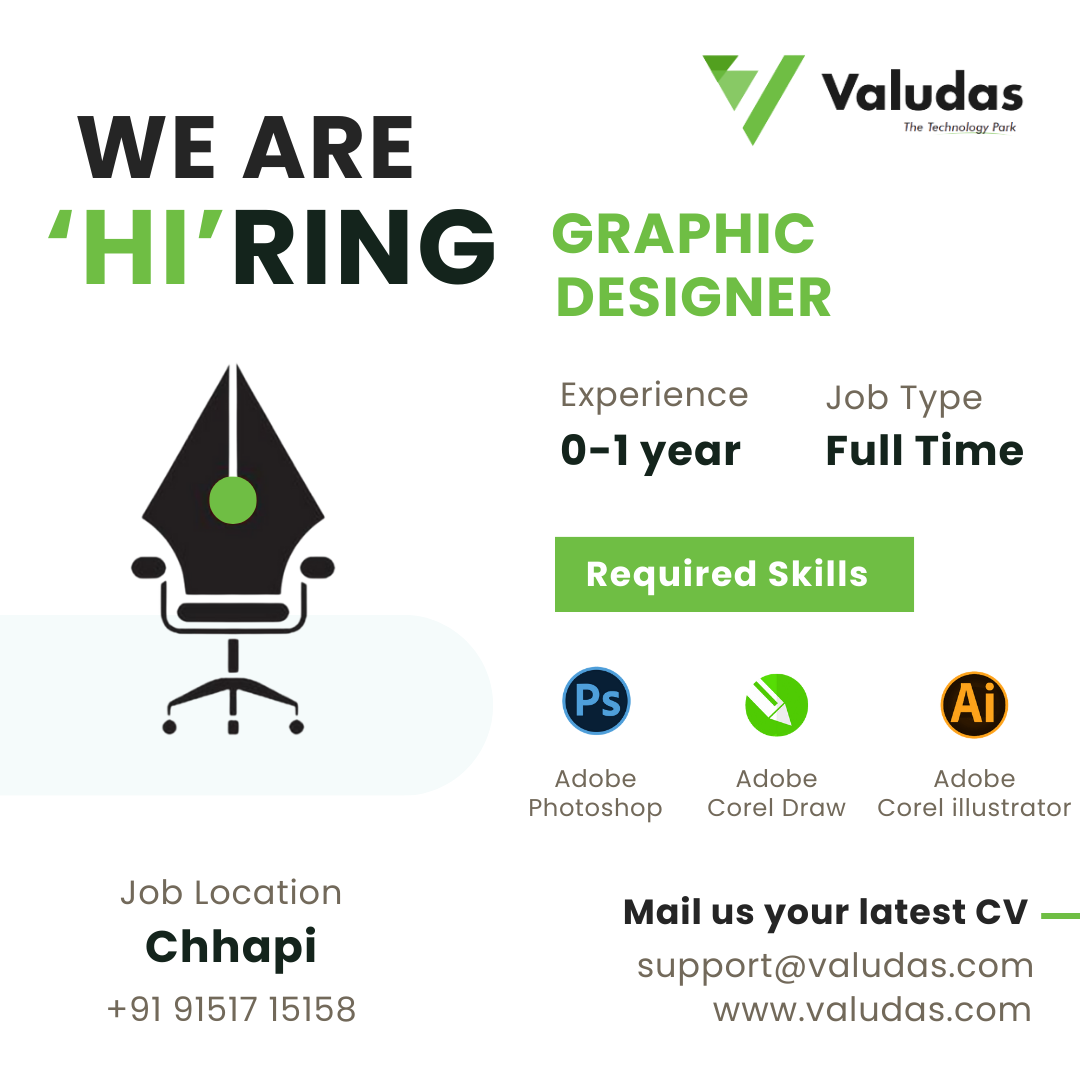 Valudas
The Technology Park
WE ARE
‘HI’RING
GRAPHIC
DESIGNER
Experience
0-1 year
Job Type
Full Time
Required Skills
Ps
Adobe
Photoshop
Adobe
Corel Draw
Ai
Adobe
Corel illustrator
Job Location
Chhapi
+91 91517 15158
Mail us your latest CV
support@valudas.com
www.valudas.com